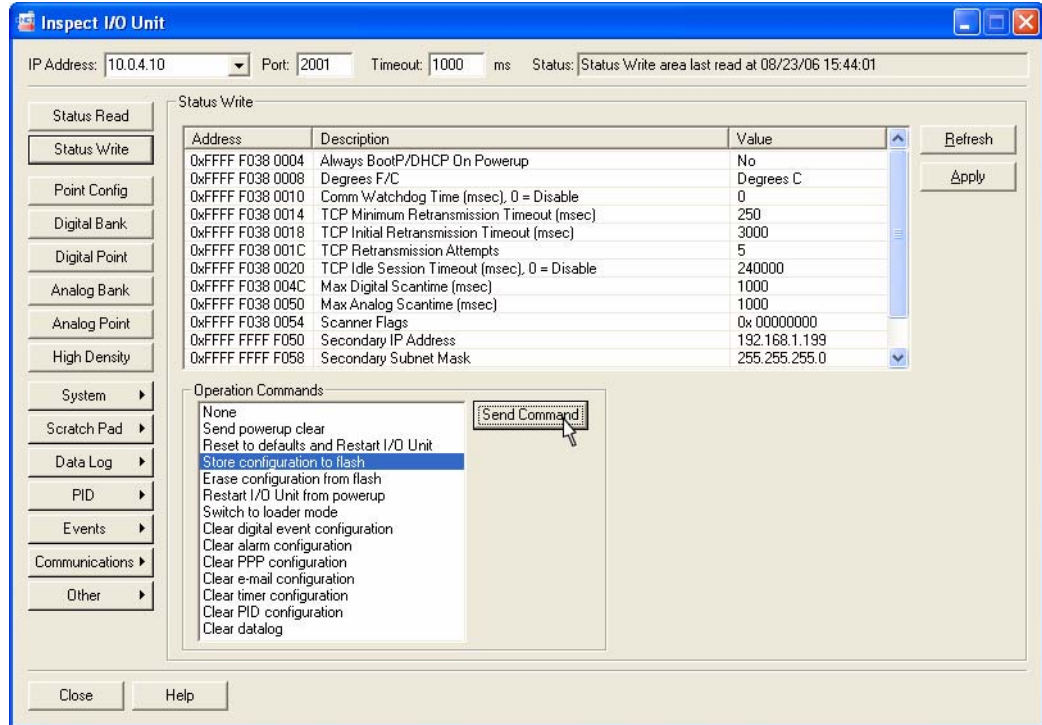 Inspect I/O Unit
IP Address: 10.0.4.10 Port: 2001 Timeout: 1000 ms Status: Status Write area last read at 08/23/06 15:44:01
Status Read
Status Write
Point Config
Digital Bank
Digital Point
Analog Bank
Analog Point
High Density
System
Scratch Pad
Data Log
PID
Events
Communications
Other
Status Write
Address Description Value
0xFFFF F038 0004 Always BootP/DHCP On Powerup No
0xFFFF F038 0008 Degrees F/C Degrees C
0xFFFF F038 0010 Comm Watchdog Time (msec), 0 = Disable 0
0xFFFF F038 0014 TCP Minimum Retransmission Timeout (msec) 250
0xFFFF F038 0018 TCP Initial Retransmission Timeout (msec) 3000
0xFFFF F038 001C TCP Retransmission Attempts 5
0xFFFF F038 0020 TCP Idle Session Timeout (msec), 0 = Disable 240000
0xFFFF F038 004C Max Digital Scantime (msec) 1000
0xFFFF F038 0050 Max Analog Scantime (msec) 1000
0xFFFF F038 0054 Scanner Flags 0x 00000000
0xFFFF FFFF F050 Secondary IP Address 192.168.1.199
0xFFFF FFFF F058 Secondary Subnet Mask 255.255.255.0
Refresh
Apply
Operation Commands
None
Send powerup clear
Reset to defaults and Restart I/O Unit
Store configuration to flash
Erase configuration from flash
Restart I/O Unit from powerup
Switch to loader mode
Clear digital event configuration
Clear alarm configuration
Clear PPP configuration
Clear e-mail configuration
Clear timer configuration
Clear PID configuration
Clear datalog
Send Command
Close Help